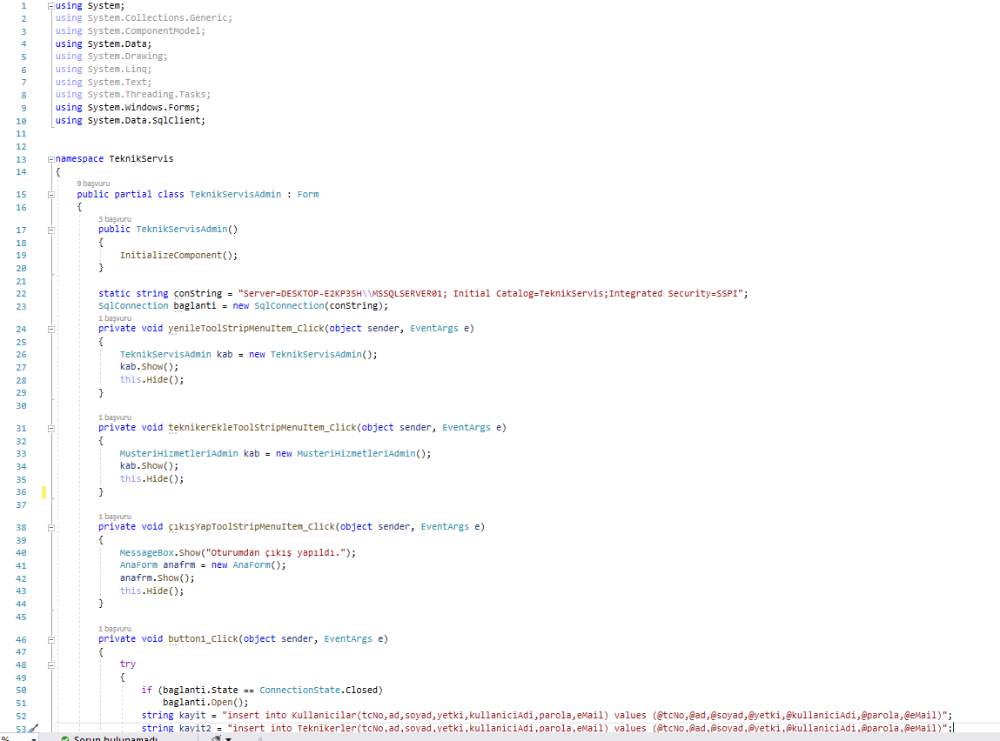 1 using System;
2 using System.Collections.Generic;
3 using System.ComponentModel;
4 using System.Data;
5 using System.Drawing;
6 using System.Linq;
7 using System.Text;
8 using System.Threading.Tasks;
9 using System.Windows.Forms;
10 using System.Data.SqlClient;
11
12
13 namespace TeknikServis
14 {
9 başvuru
15 public partial class TeknikServisAdmin : Form
16 {
3 başvuru
17 public TeknikServisAdmin()
18 {
19 InitializeComponent();
20 }
21
22 static string conString = "Server=DESKTOP-E2KP3SH\\MSSQLSERVER01; Initial Catalog=TeknikServis;Integrated Security=SSPI";
23 SqlConnection baglanti = new SqlConnection(conString);
1 başvuru
24 private void yenileToolStripMenuItem_Click(object sender, EventArgs e)
25 {
26 TeknikServisAdmin kab = new TeknikServisAdmin();
27 kab.Show();
28 this.Hide();
29 }
30
1 başvuru
31 private void teknikerEkleToolStripMenuItem_Click(object sender, EventArgs e)
32 {
33 MusteriHizmetleriAdmin kab = new MusteriHizmetleriAdmin();
34 kab.Show();
35 this.Hide();
36 }
37
1 başvuru
38 private void çıkışYapToolStripMenuItem_Click(object sender, EventArgs e)
39 {
40 MessageBox.Show("Oturumdan çıkış yapıldı.");
41 AnaForm anafrm = new AnaForm();
42 anafrm.Show();
43 this.Hide();
44 }
45
1 başvuru
46 private void button1_Click(object sender, EventArgs e)
47 {
48 try
49 {
50 if (baglanti.State == ConnectionState.Closed)
51 baglanti.Open();
52 string kayit = "insert into Kullanicilar(tcNo,ad,soyad,yetki,kullaniciAdi,parola,eMail) values (@tcNo,@ad,@soyad,@yetki,@kullaniciAdi,@parola,@eMail)";
53 string kayit2 = "insert into Teknikerler(tcNo,ad,soyad,yetki,kullaniciAdi,parola,eMail) values (@tcNo,@ad,@soyad,@yetki,@kullaniciAdi,@parola,@eMail)";
% Sorun bulunamadı